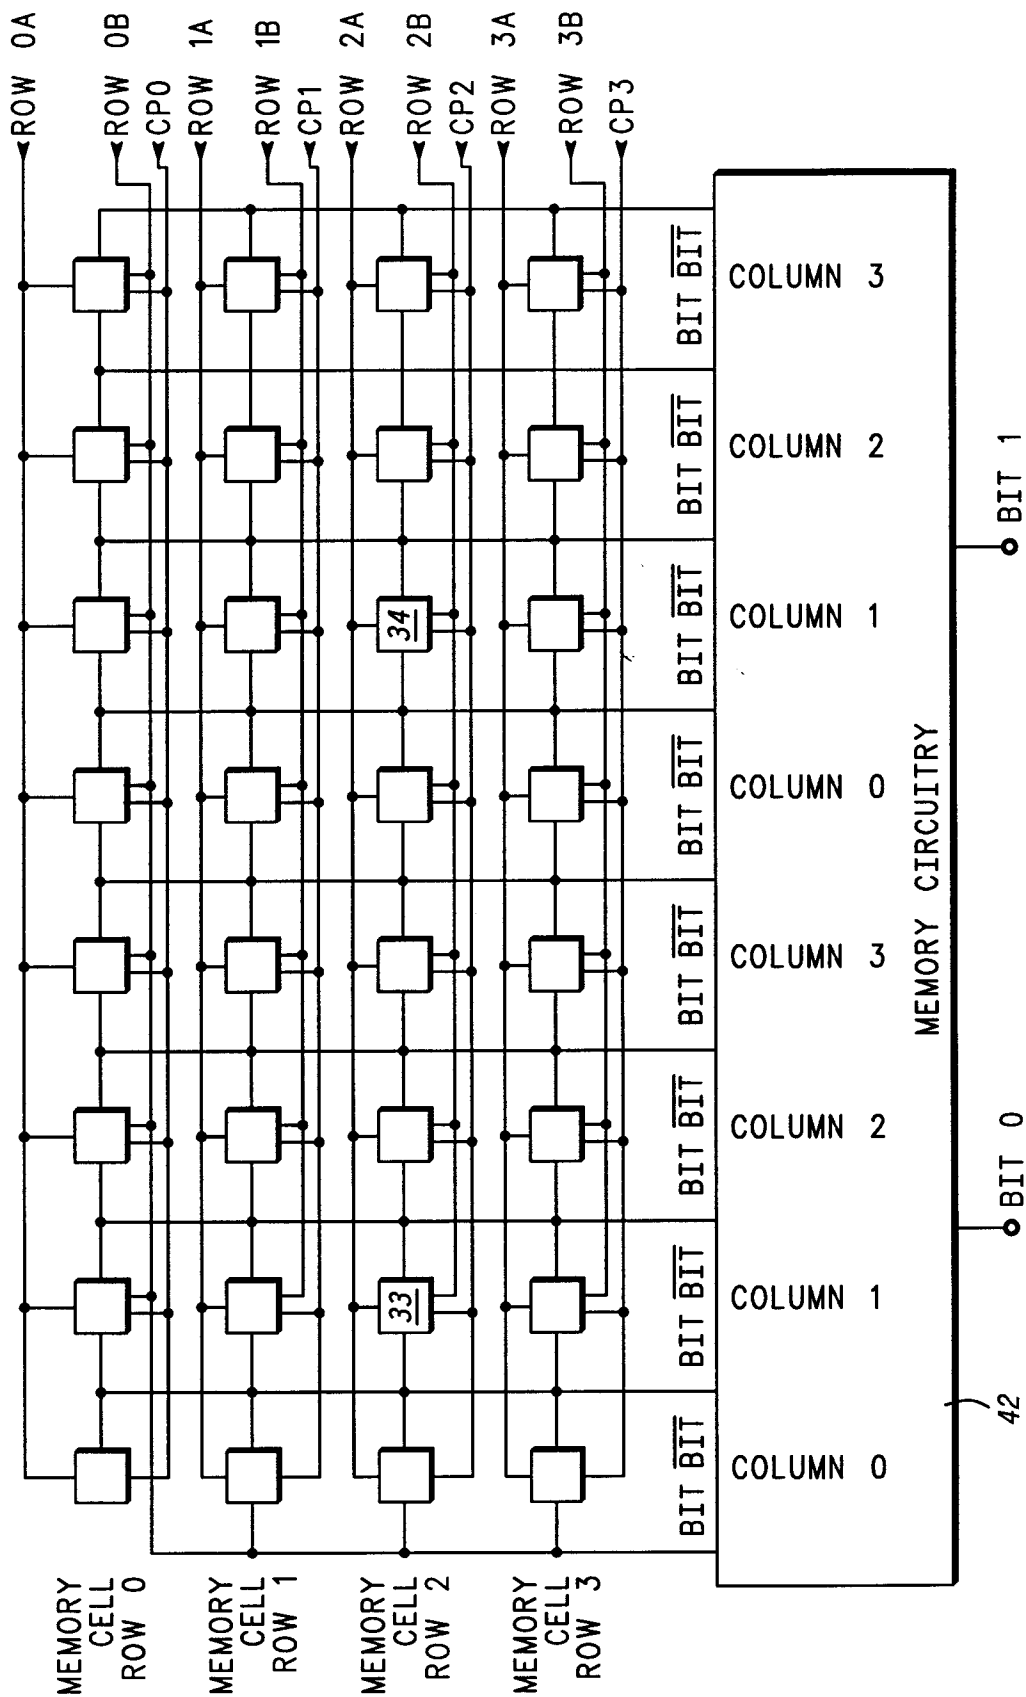 ROW 0A
ROW 0B
CP0
ROW 1A
ROW 1B
CP1
ROW 2A
ROW 2B
CP2
ROW 3A
ROW 3B
CP3
MEMORY
CELL
ROW 0
MEMORY
CELL
ROW 1
MEMORY
CELL
ROW 2
MEMORY
CELL
ROW 3
33
34
BIT BIT
BIT BIT
BIT BIT
BIT BIT
BIT BIT
BIT BIT
BIT BIT
BIT BIT
COLUMN 0
COLUMN 1
COLUMN 2
COLUMN 3
COLUMN 0
COLUMN 1
COLUMN 2
COLUMN 3
MEMORY CIRCUITRY
42
BIT 0
BIT 1